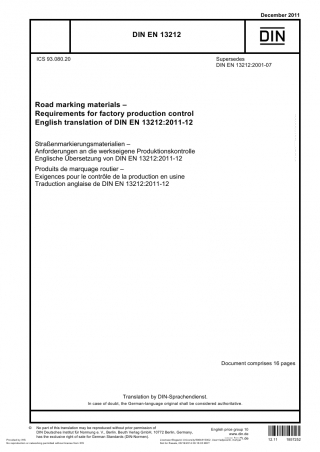 December 2011
DIN EN 13212
DIN
ICS 93.080.20
Supersedes
DIN EN 13212:2001-07
Road marking materials –
Requirements for factory production control
English translation of DIN EN 13212:2011-12
Straßenmarkierungsmaterialien –
Anforderungen an die werkseigene Produktionskontrolle
Englische Übersetzung von DIN EN 13212:2011-12
Produits de marquage routier –
Exigences pour le contrôle de la production en usine
Traduction anglaise de DIN EN 13212:2011-12
Document comprises 16 pages
Translation by DIN-Sprachendienst.
In case of doubt, the German-language original shall be considered authoritative.
© No part of this translation may be reproduced without prior permission of
DIN Deutsches Institut für Normung e. V., Berlin. Beuth Verlag GmbH, 10772 Berlin, Germany,
has the exclusive right of sale for German Standards (DIN-Normen).
English price group 10
www.din.de
12.11